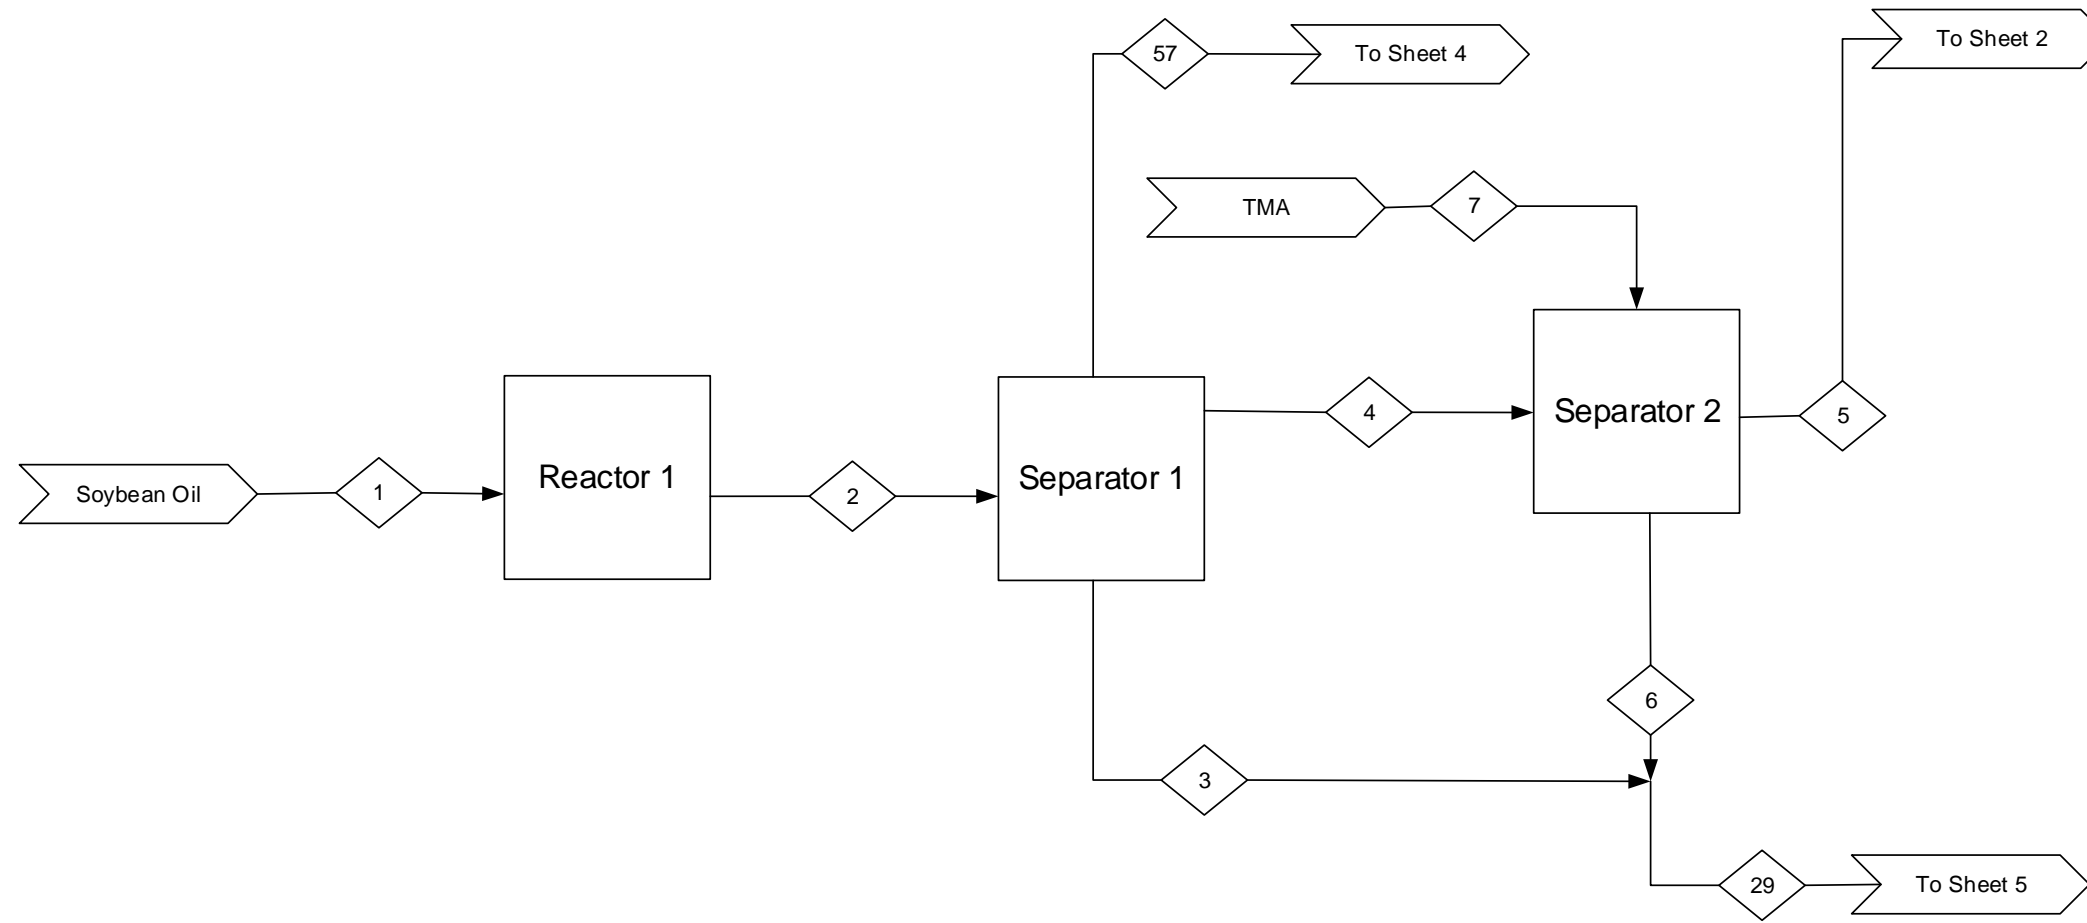 57
To Sheet 4
To Sheet 2
TMA
7
Separator 2
4
5
Reactor 1
Separator 1
Soybean Oil
1
2
6
3
29
To Sheet 5